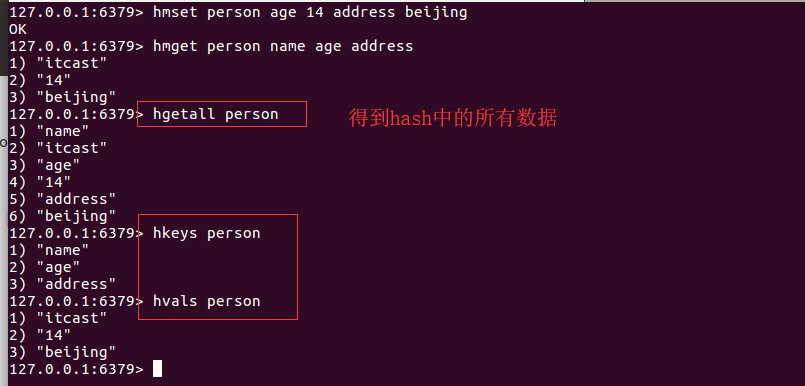 127.0.0.1:6379> hmset person age 14 address beijing
OK
127.0.0.1:6379> hmget person name age address
1) "itcast"
2) "14"
3) "beijing"
127.0.0.1:6379> hgetall person
得到hash中的所有数据
1) "name"
2) "itcast"
3) "age"
4) "14"
5) "address"
6) "beijing"
127.0.0.1:6379> hkeys person
1) "name"
2) "age"
3) "address"
127.0.0.1:6379> hvals person
1) "itcast"
2) "14"
3) "beijing"
127.0.0.1:6379>